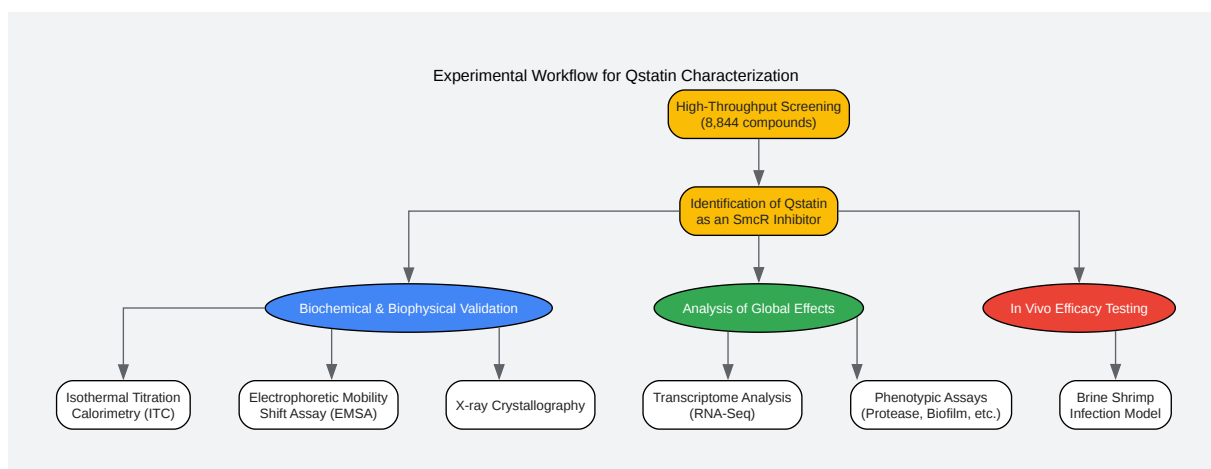 Experimental Workflow for Qstatin Characterization
High-Throughput Screening
(8,844 compounds)
Identification of Qstatin
as an SmcR Inhibitor
Biochemical & Biophysical Validation
Analysis of Global Effects
In Vivo Efficacy Testing
Isothermal Titration
Calorimetry (ITC)
Electrophoretic Mobility
Shift Assay (EMSA)
X-ray Crystallography
Transcriptome Analysis
(RNA-Seq)
Phenotypic Assays
(Protease, Biofilm, etc.)
Brine Shrimp
Infection Model